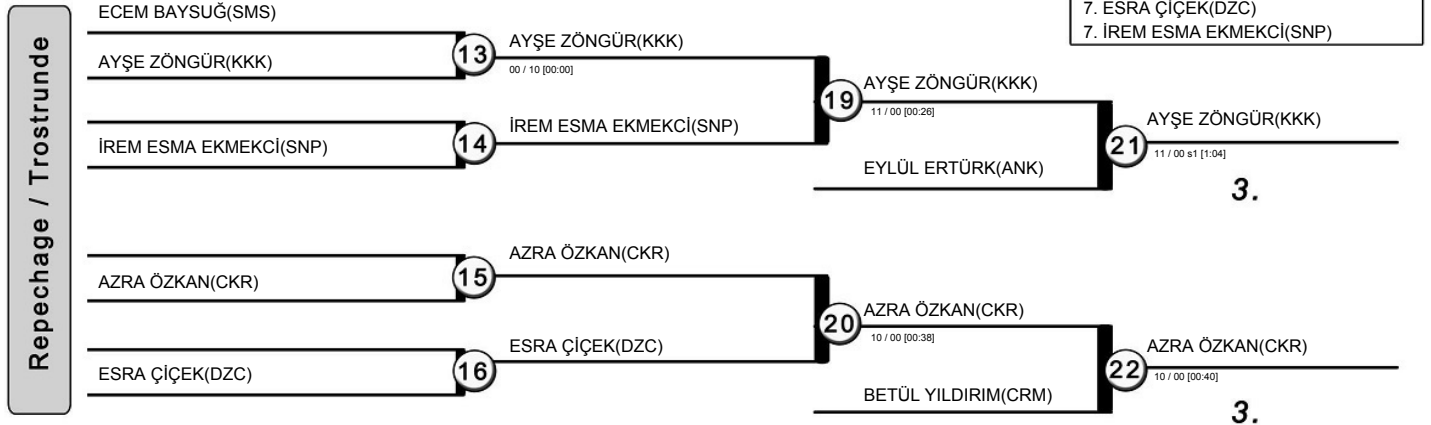 Repechage / Trostrunde
7. ESRA ÇİÇEK(DZC)
7. İREM ESMA EKMEKCİ(SNP)
ECEM BAYSUĞ(SMS)
AYŞE ZÖNGÜR(KKK)
13
AYŞE ZÖNGÜR(KKK)
00 / 10 [00:00]
İREM ESMA EKMEKCİ(SNP)
14
İREM ESMA EKMEKCİ(SNP)
19
AYŞE ZÖNGÜR(KKK)
11 / 00 [00:26]
EYLÜL ERTÜRK(ANK)
21
AYŞE ZÖNGÜR(KKK)
11 / 00 s1 [1:04]
3.
AZRA ÖZKAN(CKR)
15
AZRA ÖZKAN(CKR)
ESRA ÇİÇEK(DZC)
16
ESRA ÇİÇEK(DZC)
20
AZRA ÖZKAN(CKR)
10 / 00 [00:38]
BETÜL YILDIRIM(CRM)
22
AZRA ÖZKAN(CKR)
10 / 00 [00:40]
3.